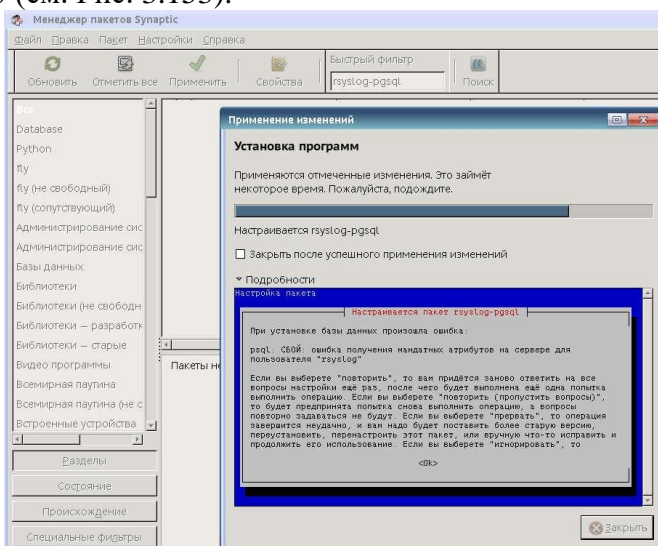 (см. Рис. 3.153).
Менеджер пакетов Synaptic
Файл Правка Пакет Настройки Справка
Обновить Отметить все Применить Свойства Быстрый фильтр Поиск
rsyslog-pgsql
Все
Database
Python
fly
fly (не свободный)
fly (сопутствующий)
Администрирование сис
Администрирование сис
Базы данных
Библиотеки
Библиотеки (не свободн
Библиотеки – разработк
Библиотеки – старые
Видео программы
Всемирная паутина
Всемирная паутина (не с
Встроенные устройства
Разделы
Состояние
Происхождение
Специальные фильтры
Пакеты не
Применение изменений
Установка программ
Применяются отмеченные изменения. Это займёт
некоторое время. Пожалуйста, подождите.
Настраивается rsyslog-pgsql
Закрыть после успешного применения изменений
Подробности
Настройка пакета
Настраивается пакет rsyslog-pgsql
При установке базы данных произошла ошибка:
psql: СБОЙ: ошибка получения мандатных атрибутов на сервере для
пользователя "rsyslog"
Если вы выберете "повторить", то вам придётся заново ответить на все
вопросы настройки ещё раз, после чего будет выполнена ещё одна попытка
выполнить операцию. Если вы выберете "повторить (пропустить вопросы)",
то будет предпринята попытка снова выполнить операцию, а вопросы
повторно задаваться не будут. Если вы выберете "прервать", то операция
завершится неудачно, и вам надо будет поставить более старую версию,
переустановить, перенастроить этот пакет, или вручную что-то исправить и
продолжить его использование. Если вы выберете "игнорировать", то
<Ok>
Закрыть